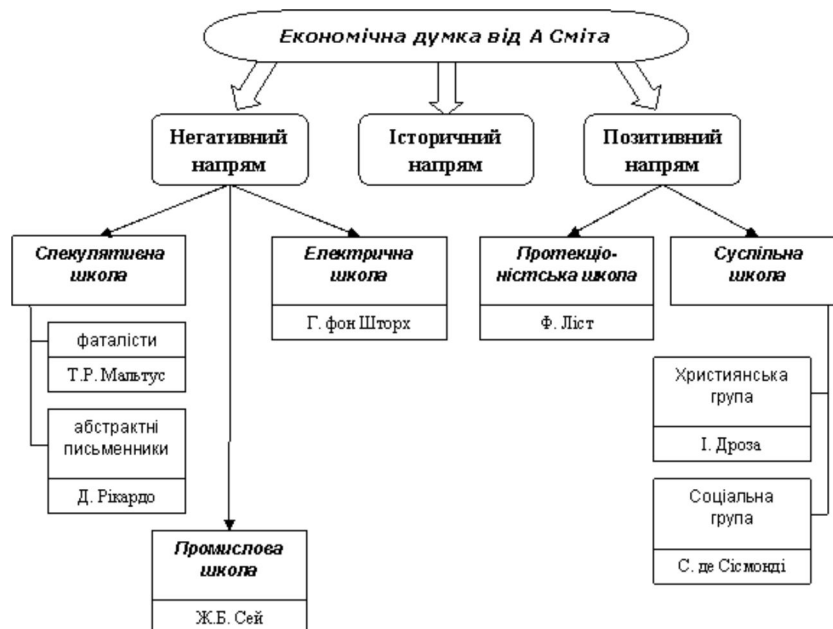 Економічна думка від А Сміта
Негативний
напрям
Історичний
напрям
Позитивний
напрям
Спекулятивна
школа
Електрична
школа
Протекціо-
ністська школа
Суспільна
школа
Г. фон Шторх
Ф. Ліст
фаталісти
Т.Р. Мальтус
Християнська
група
І. Дроза
абстрактні
письменники
Д. Рікардо
Соціальна
група
С. де Сісмонді
Промислова
школа
Ж.Б. Сей